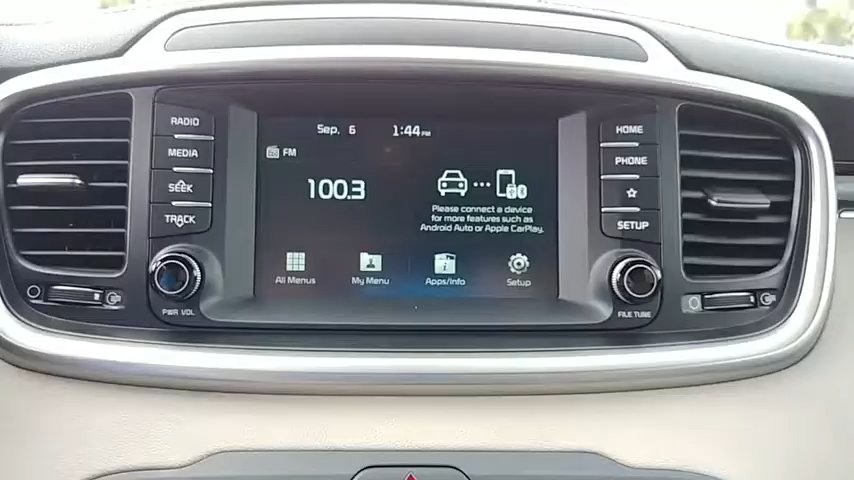 RADIO
MEDIA
SEEK
TRACK
PWR VOL
Sep. 6 1:44 PM
FM
100.3
Please connect a device
for more features such as
Android Auto or Apple CarPlay.
All Menus My Menu Apps/Info Setup
HOME
PHONE
SETUP
FILE TUNE